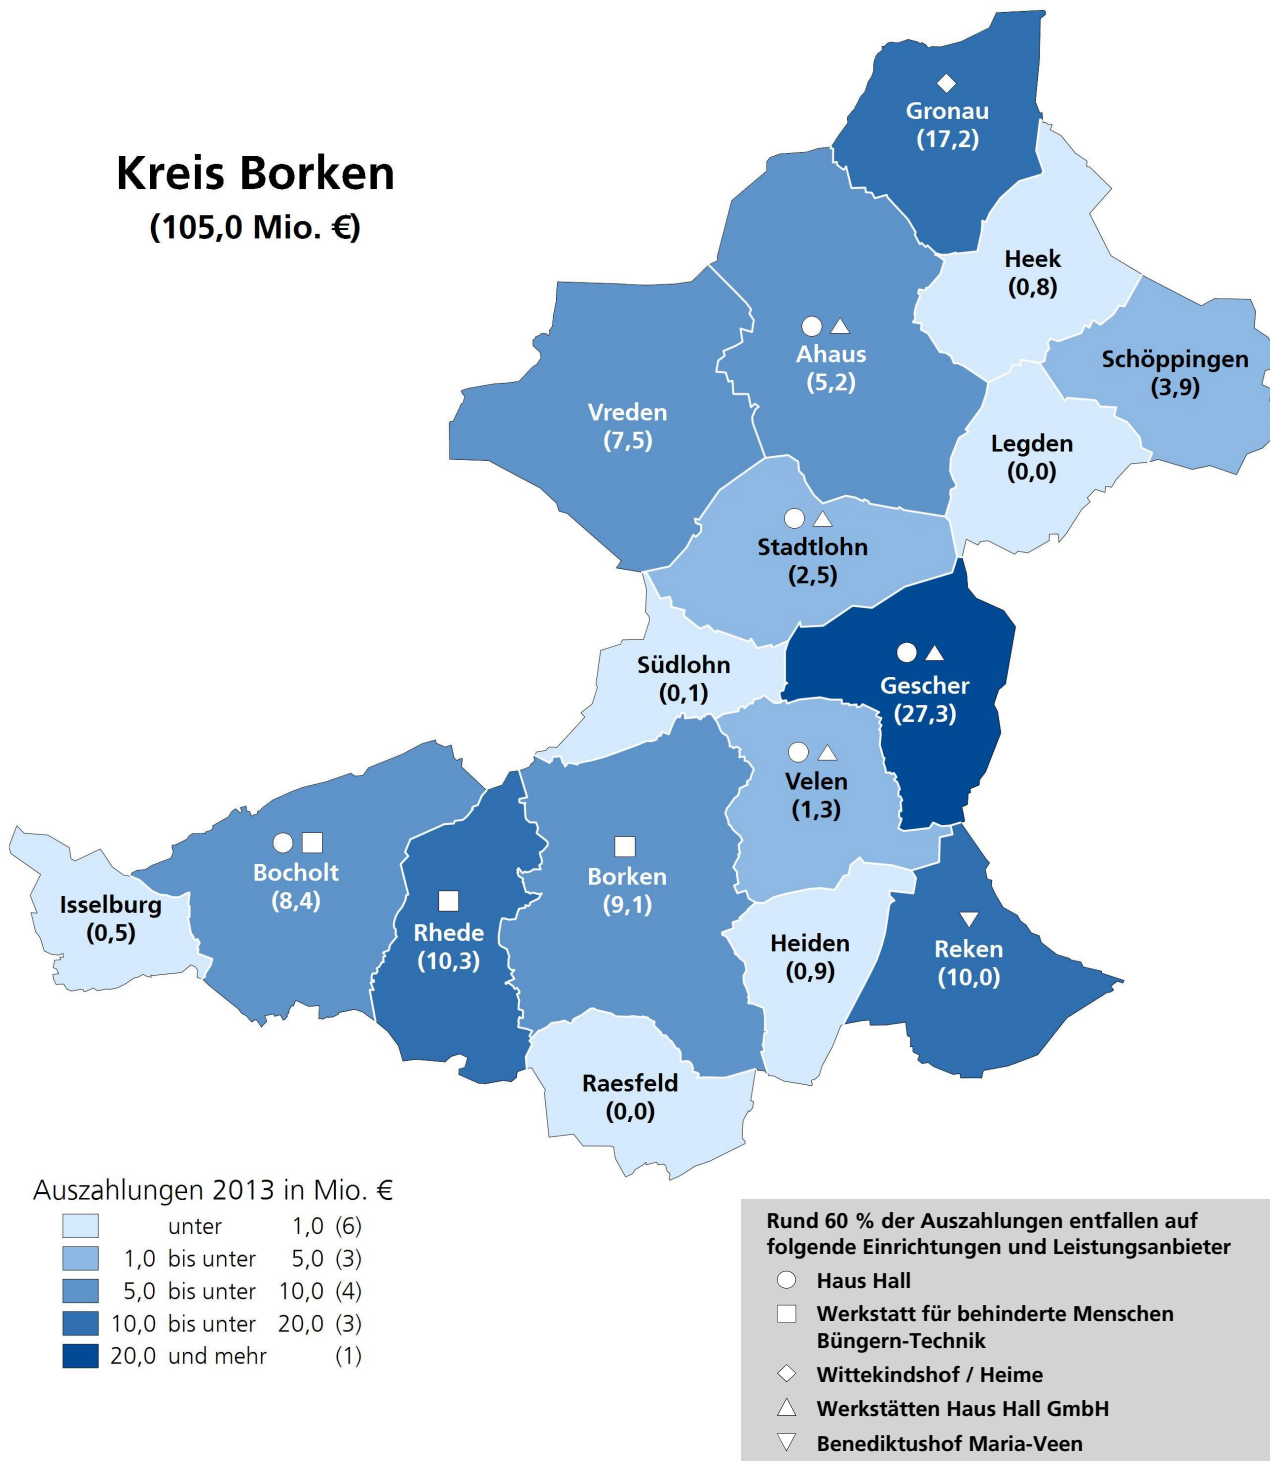 Kreis Borken
(105,0 Mio. €)
Gronau
(17,2)
Heek
(0,8)
Ahaus
(5,2)
Schöppingen
(3,9)
Vreden
(7,5)
Legden
(0,0)
Stadtlohn
(2,5)
Südlohn
(0,1)
Gescher
(27,3)
Velen
(1,3)
Bocholt
(8,4)
Borken
(9,1)
Isselburg
(0,5)
Rhede
(10,3)
Heiden
(0,9)
Reken
(10,0)
Raesfeld
(0,0)
Auszahlungen 2013 in Mio. €
unter 1,0 (6)
1,0 bis unter 5,0 (3)
5,0 bis unter 10,0 (4)
10,0 bis unter 20,0 (3)
20,0 und mehr (1)
Rund 60 % der Auszahlungen entfallen auf
folgende Einrichtungen und Leistungsanbieter
Haus Hall
Werkstatt für behinderte Menschen
Büngern-Technik
Wittekindshof / Heime
Werkstätten Haus Hall GmbH
Benediktushof Maria-Veen